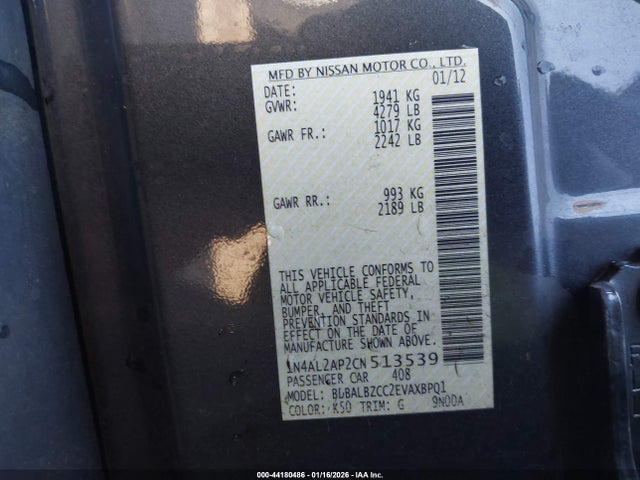 MFD BY NISSAN MOTOR CO., LTD.
DATE: 01/12
GVWR: 1941 KG
4279 LB
GAWR FR.: 1017 KG
2242 LB
GAWR RR.: 993 KG
2189 LB
THIS VEHICLE CONFORMS TO
ALL APPLICABLE FEDERAL
MOTOR VEHICLE SAFETY,
BUMPER, AND THEFT
PREVENTION STANDARDS IN
EFFECT ON THE DATE OF
MANUFACTURE SHOWN ABOVE.
1N4AL2AP2CN513539
PASSENGER CAR 408
MODEL: BDBALBZCC2EVAXBPQ1
COLOR: K50 TRIM: G 9N00A
000-44180486 - 01/16/2026 - IAA Inc.